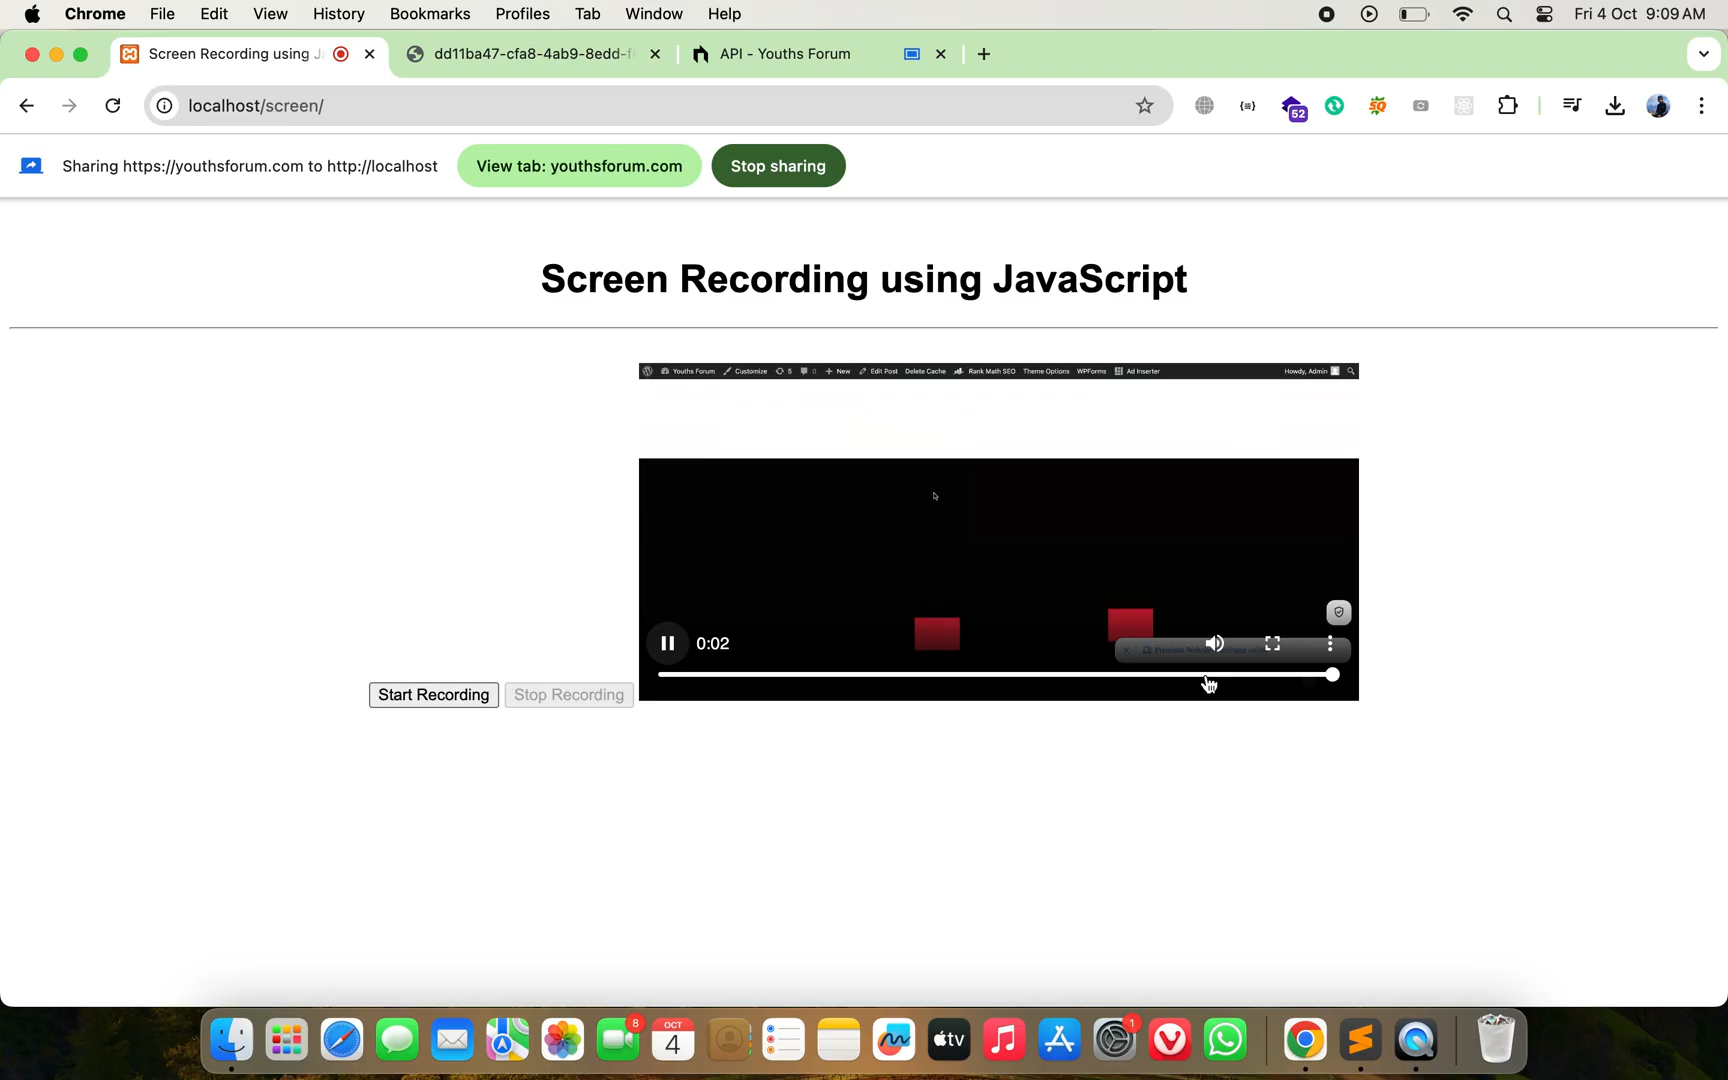 Chrome File Edit View History Bookmarks Profiles Tab Window Help Fri 4 Oct 9:09 AM
Screen Recording using Ja dd11ba47-cfa8-4ab9-8edd-f API - Youths Forum
localhost/screen/ 52
Sharing https://youthsforum.com to http://localhost View tab: youthsforum.com Stop sharing
Screen Recording using JavaScript
Youths Forum Customize 5 0 New Edit Post Delete Cache Rank Math SEO Theme Options WPForms Ad Inserter Howdy, Admin
0:02
Start Recording Stop Recording
8 OCT 4 tv 1